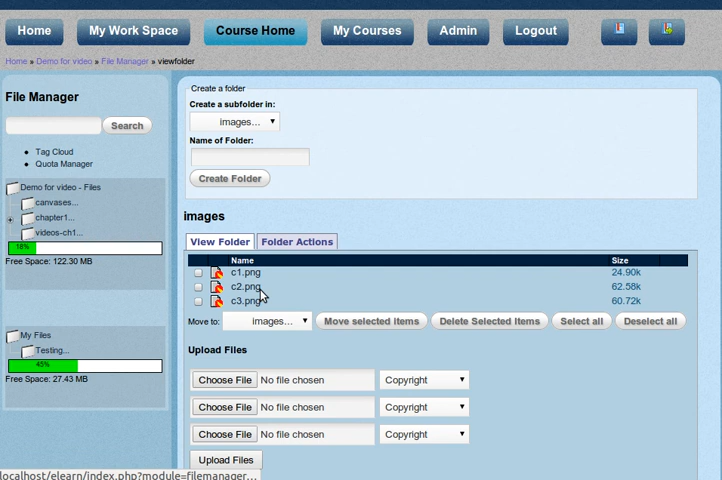 Home My Work Space Course Home My Courses Admin Logout
Home » Demo for video » File Manager » viewfolder
File Manager
Search
Tag Cloud
Quota Manager
Demo for video - Files
canvases...
chapter1...
videos-ch1...
18%
Free Space: 122.30 MB
My Files
Testing...
45%
Free Space: 27.43 MB
Create a folder
Create a subfolder in:
images...
Name of Folder:
Create Folder
images
View Folder Folder Actions
Name Size
c1.png 24.90k
c2.png 62.58k
c3.png 60.72k
Move to: images... Move selected items Delete Selected Items Select all Deselect all
Upload Files
Choose File No file chosen Copyright
Choose File No file chosen Copyright
Choose File No file chosen Copyright
Upload Files
localhost/elearn/index.php?module=filemanager...